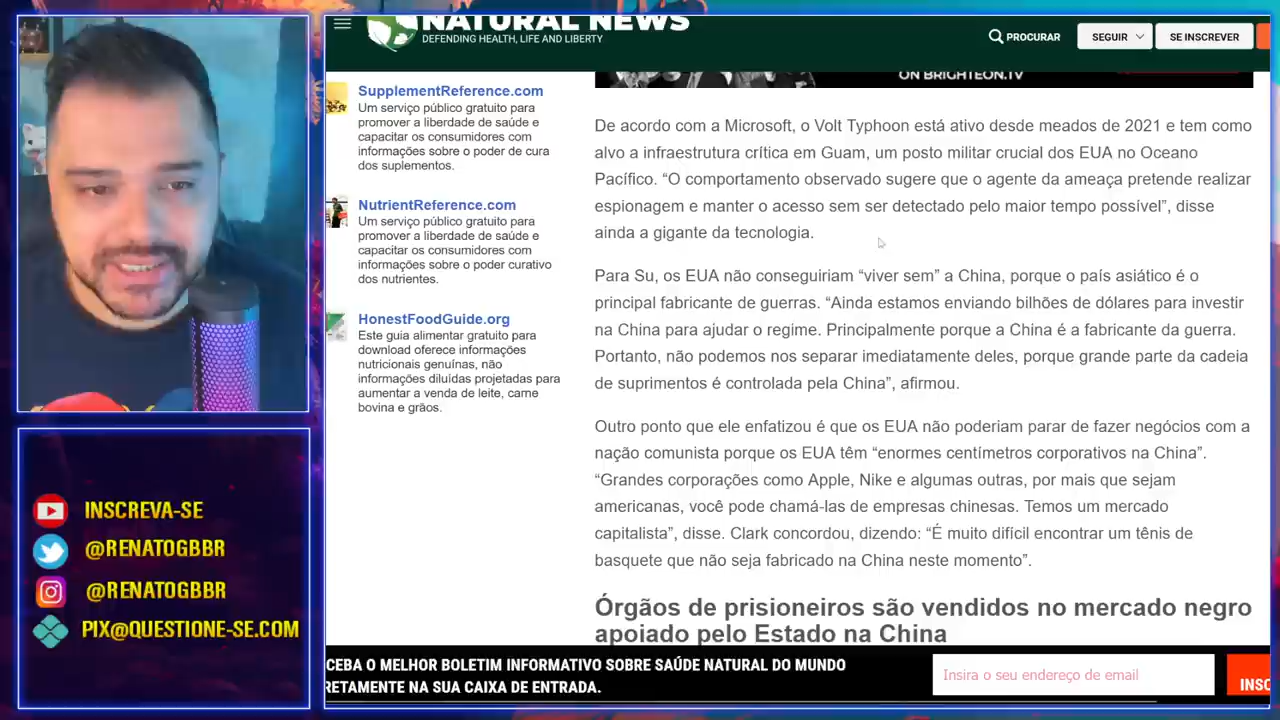 NATURAL NEWS
DEFENDING HEALTH, LIFE AND LIBERTY
PROCURAR
SEGUIR
SE INSCREVER
ON BRIGHTEON.TV
SupplementReference.com
Um serviço público gratuito para
promover a liberdade de saúde e
capacitar os consumidores com
informações sobre o poder de cura
dos suplementos.
NutrientReference.com
Um serviço público gratuito para
promover a liberdade de saúde e
capacitar os consumidores com
informações sobre o poder curativo
dos nutrientes.
HonestFoodGuide.org
Este guia alimentar gratuito para
download oferece informações
nutricionais genuínas, não
informações diluídas projetadas para
aumentar a venda de leite, carne
bovina e grãos.
De acordo com a Microsoft, o Volt Typhoon está ativo desde meados de 2021 e tem como
alvo a infraestrutura crítica em Guam, um posto militar crucial dos EUA no Oceano
Pacífico. “O comportamento observado sugere que o agente da ameaça pretende realizar
espionagem e manter o acesso sem ser detectado pelo maior tempo possível”, disse
ainda a gigante da tecnologia.
Para Su, os EUA não conseguiriam “viver sem” a China, porque o país asiático é o
principal fabricante de guerras. “Ainda estamos enviando bilhões de dólares para investir
na China para ajudar o regime. Principalmente porque a China é a fabricante da guerra.
Portanto, não podemos nos separar imediatamente deles, porque grande parte da cadeia
de suprimentos é controlada pela China”, afirmou.
Outro ponto que ele enfatizou é que os EUA não poderiam parar de fazer negócios com a
nação comunista porque os EUA têm “enormes centímetros corporativos na China”.
“Grandes corporações como Apple, Nike e algumas outras, por mais que sejam
americanas, você pode chamá-las de empresas chinesas. Temos um mercado
capitalista”, disse. Clark concordou, dizendo: “É muito difícil encontrar um tênis de
basquete que não seja fabricado na China neste momento”.
Órgãos de prisioneiros são vendidos no mercado negro
apoiado pelo Estado na China
INSCREVA-SE
@RENATOGBBR
@RENATOGBBR
PIX@QUESTIONE-SE.COM
CEBA O MELHOR BOLETIM INFORMATIVO SOBRE SAÚDE NATURAL DO MUNDO
RETAMENTE NA SUA CAIXA DE ENTRADA.
Insira o seu endereço de email
INSC